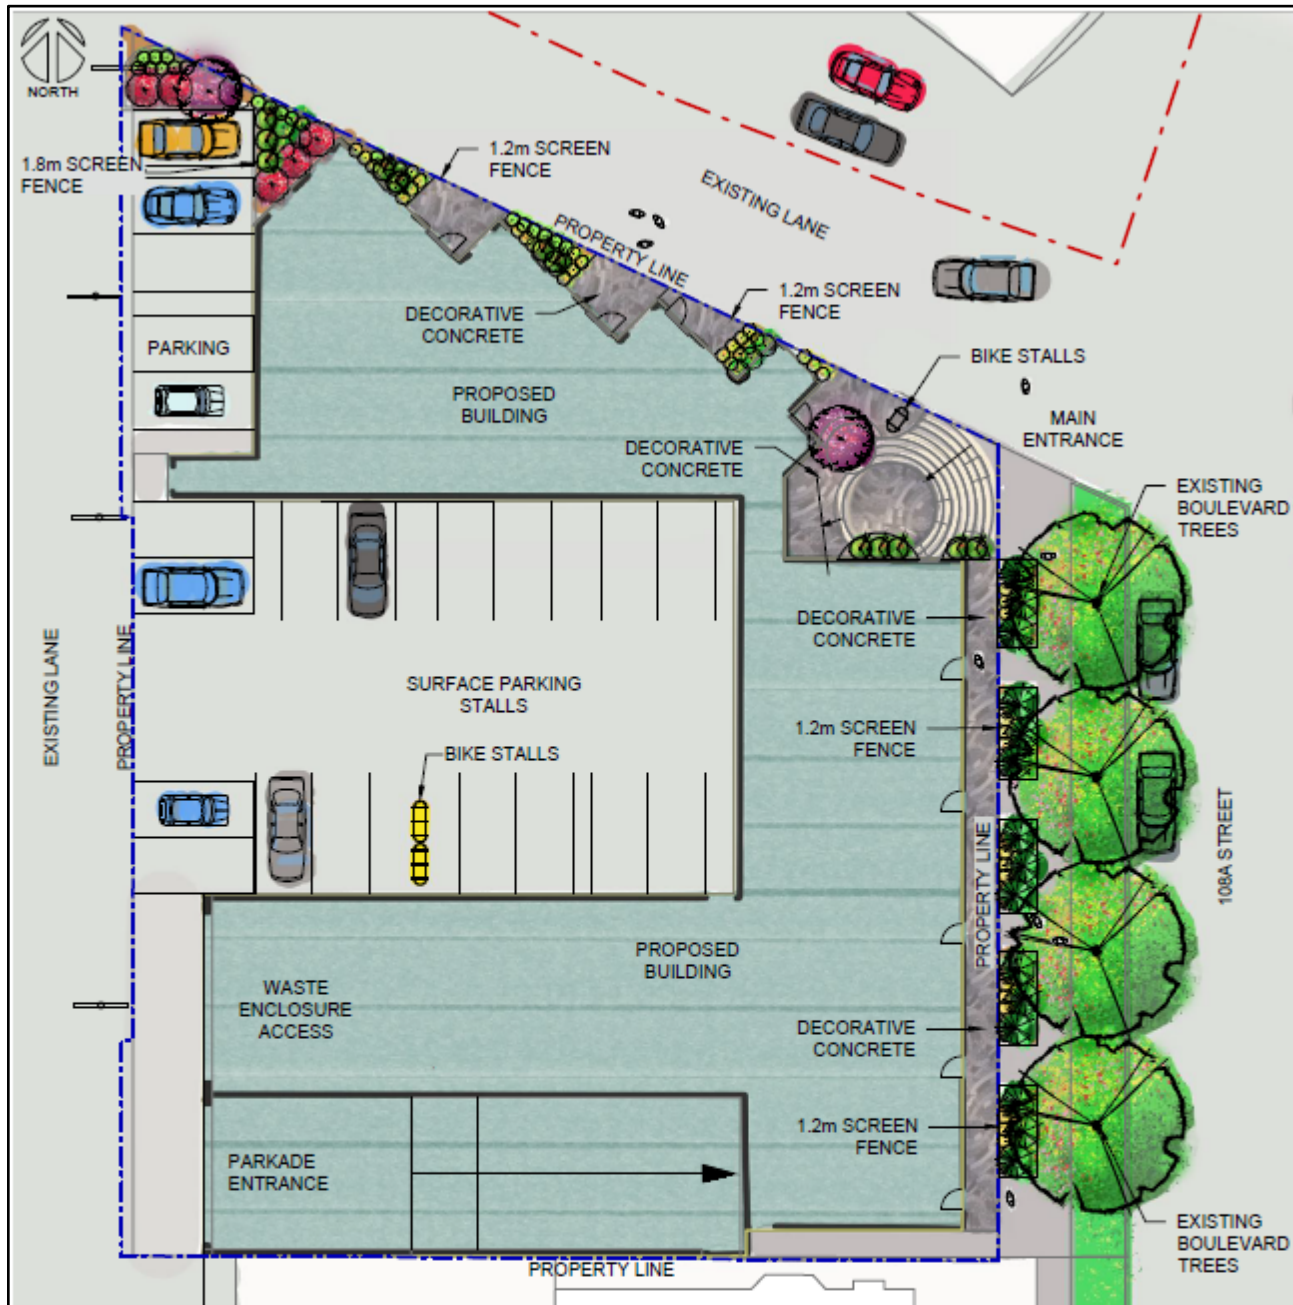 NORTH
1.8m SCREEN
FENCE
1.2m SCREEN
FENCE
EXISTING LANE
PROPERTY LINE
1.2m SCREEN
FENCE
DECORATIVE
CONCRETE
PARKING
BIKE STALLS
PROPOSED
BUILDING
MAIN
ENTRANCE
DECORATIVE
CONCRETE
EXISTING
BOULEVARD
TREES
DECORATIVE
CONCRETE
EXISTING LANE
PROPERTY LINE
SURFACE PARKING
STALLS
1.2m SCREEN
FENCE
BIKE STALLS
PROPERTY LINE
108A STREET
PROPOSED
BUILDING
WASTE
ENCLOSURE
ACCESS
DECORATIVE
CONCRETE
1.2m SCREEN
FENCE
PARKADE
ENTRANCE
EXISTING
BOULEVARD
TREES
PROPERTY LINE